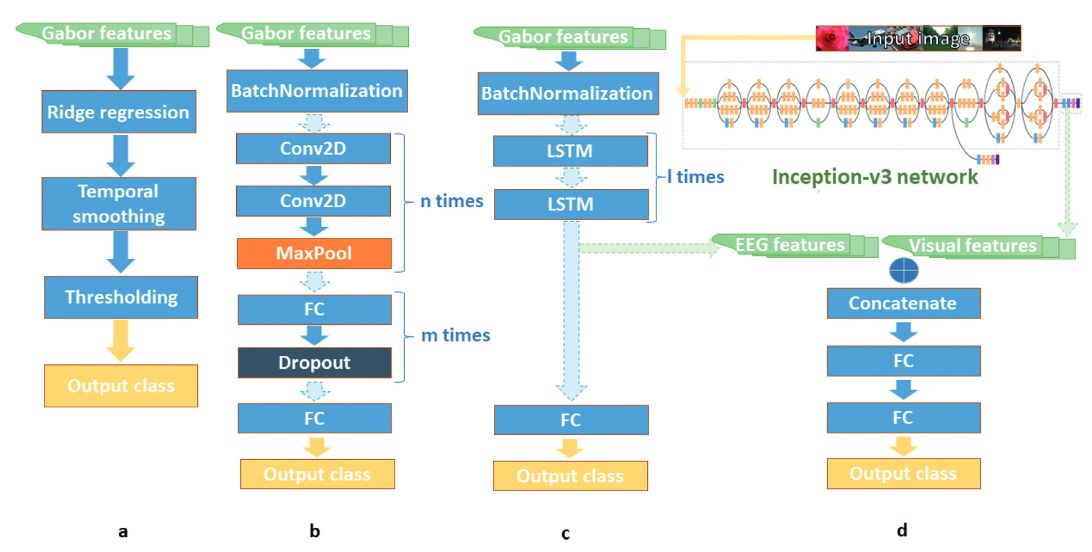 Gabor features
Ridge regression
Temporal
smoothing
Thresholding
Output class
a
Gabor features
BatchNormalization
Conv2D
Conv2D
MaxPool
n times
FC
Dropout
m times
FC
Output class
b
Gabor features
BatchNormalization
LSTM
LSTM
l times
FC
Output class
c
Input image
Inception-v3 network
EEG features
Visual features
Concatenate
FC
FC
Output class
d